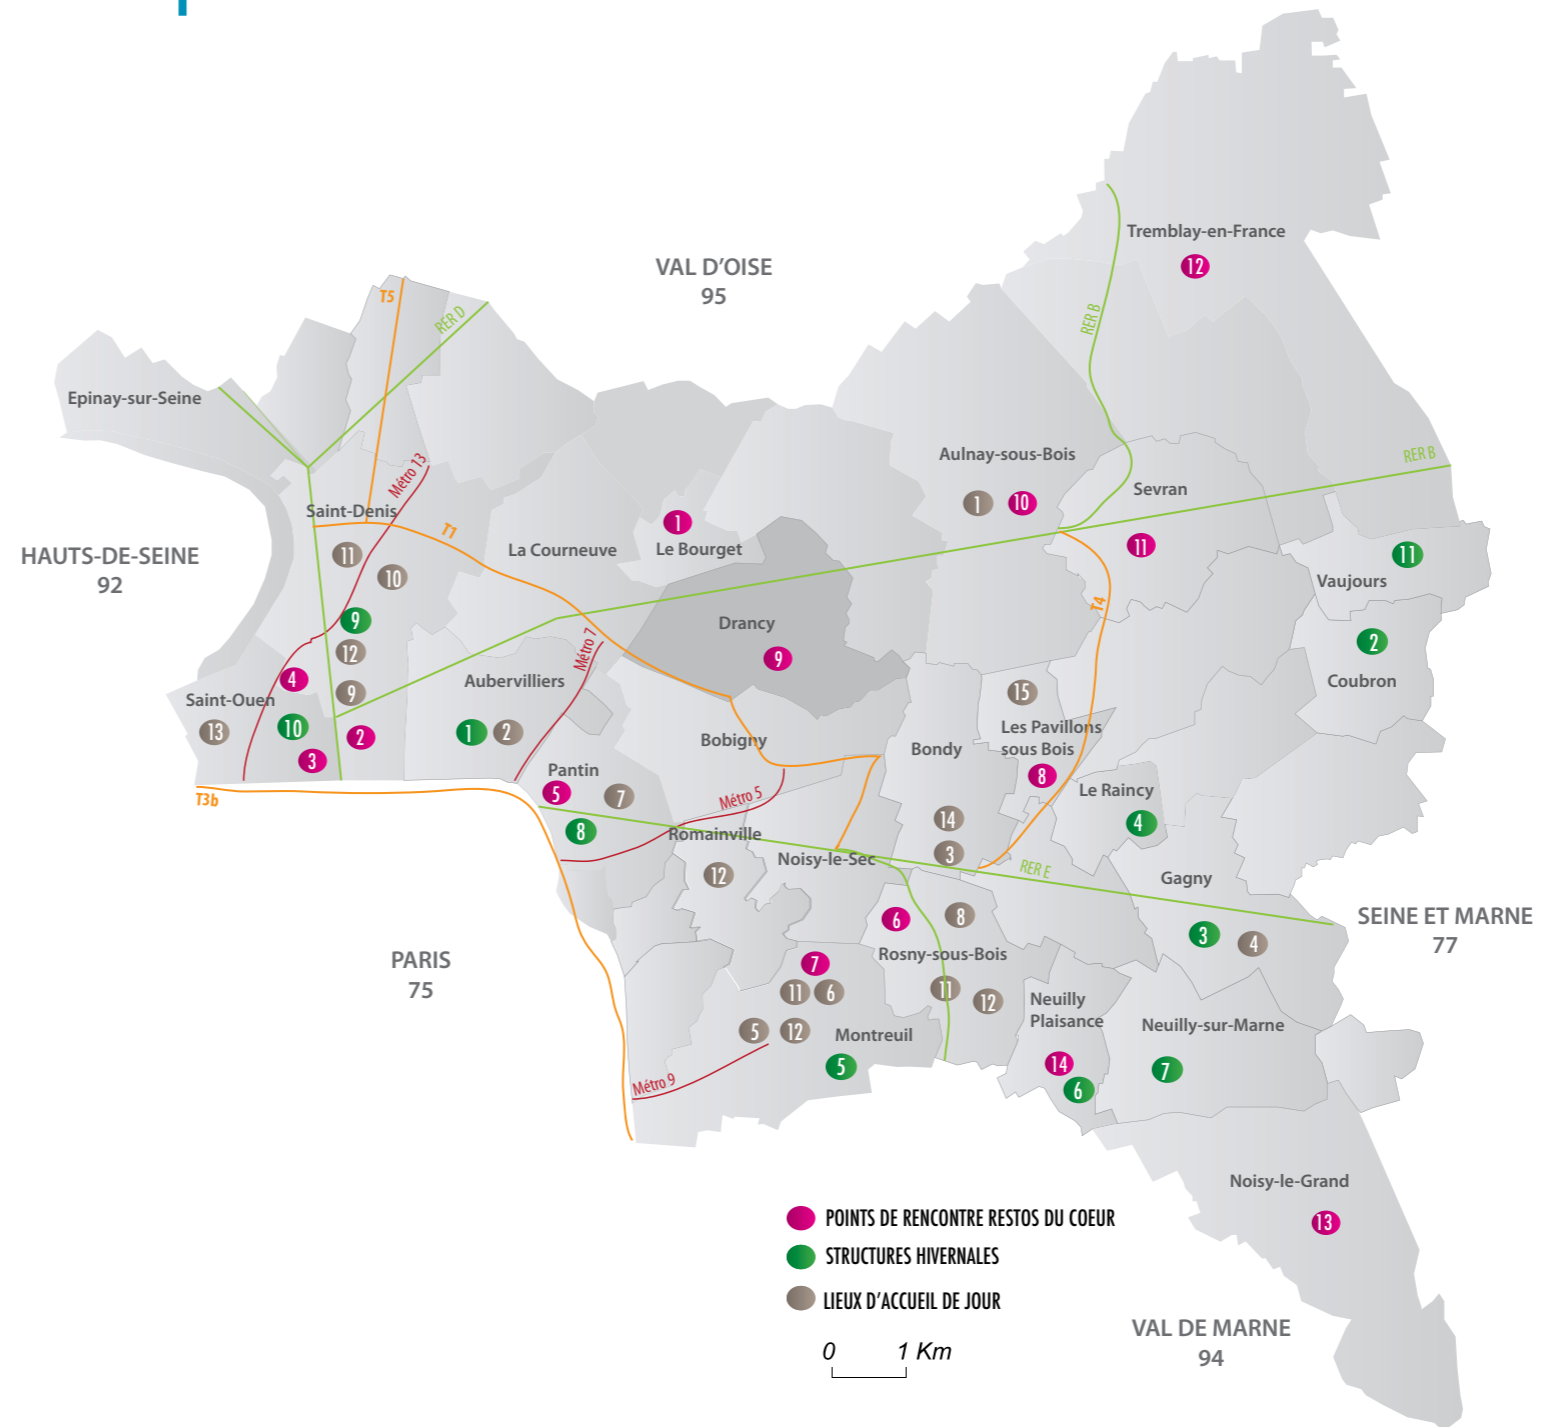 Tremblay-en-France
12
VAL D'OISE
95
T5
RER D
RER B
Epinay-sur-Seine
Aulnay-sous-Bois
1
10
RER B
Métro 13
Sevran
11
Saint-Denis
T1
1
Le Bourget
La Courneuve
HAUTS-DE-SEINE
92
11
10
9
12
9
Vaujours
11
2
Coubron
T4
Drancy
9
Métro 7
4
Saint-Ouen
13
10
3
2
Aubervilliers
1
2
15
Les Pavillons
sous Bois
8
Bobigny
Bondy
14
3
Pantin
5
7
8
T3b
Métro 5
Le Raincy
4
Romainville
12
Noisy-le-Sec
RER E
Gagny
3
4
SEINE ET MARNE
77
6
8
Rosny-sous-Bois
11
12
PARIS
75
7
11
6
5
12
Montreuil
5
Métro 9
Neuilly
Plaisance
14
6
Neuilly-sur-Marne
7
Noisy-le-Grand
13
POINTS DE RENCONTRE RESTOS DU COEUR
STRUCTURES HIVERNALES
LIEUX D'ACCUEIL DE JOUR
0 1 Km
VAL DE MARNE
94